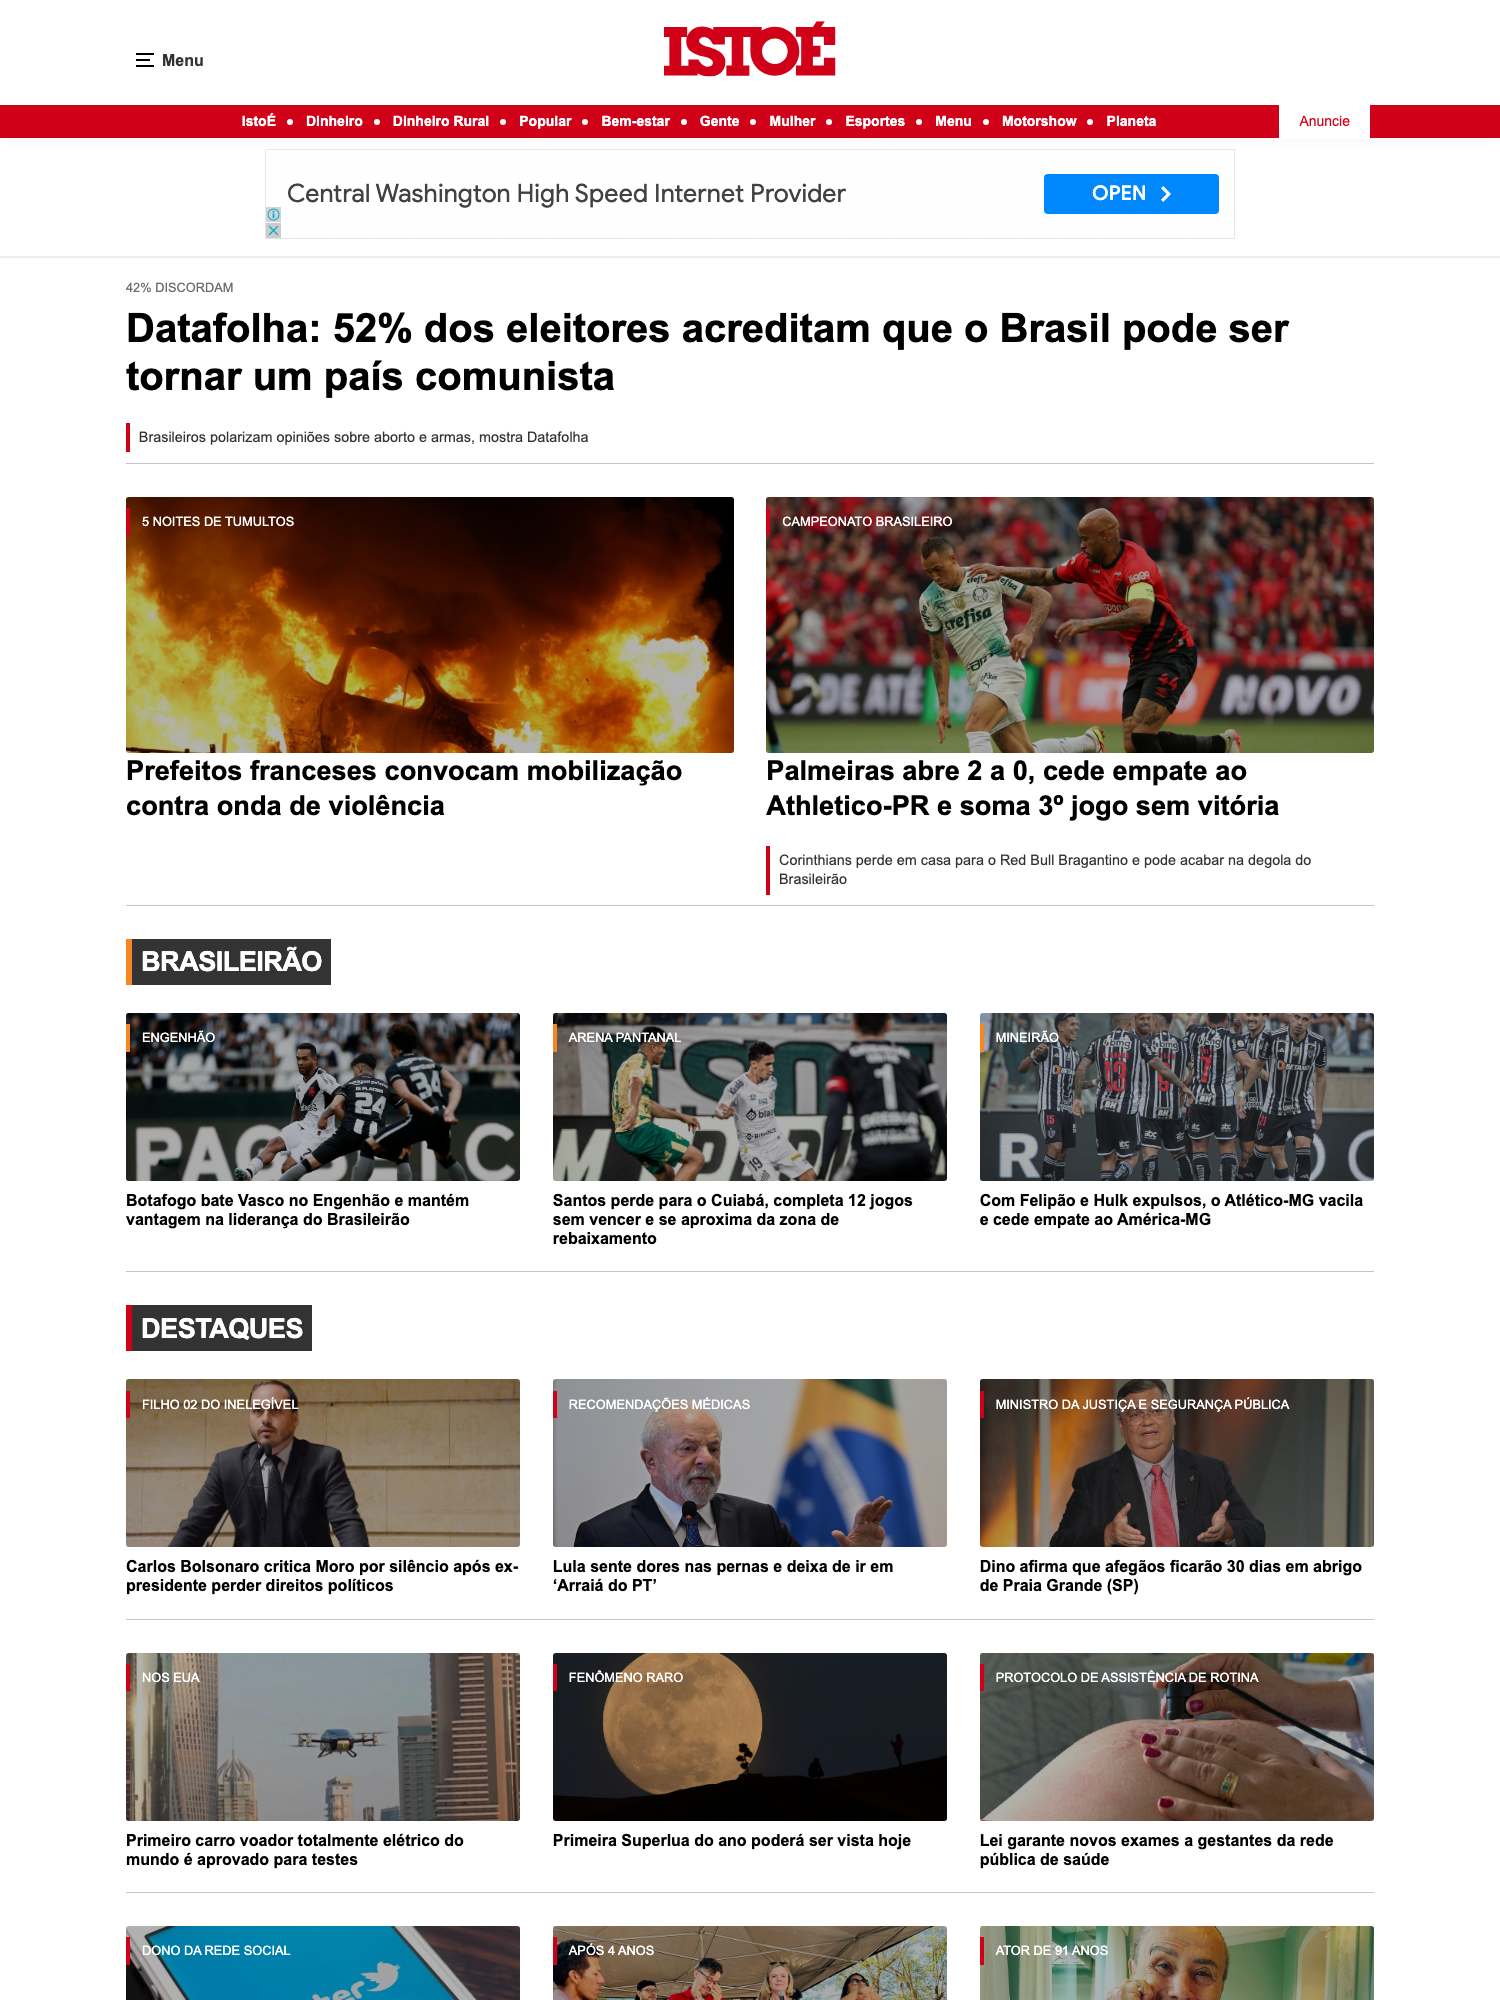 Menu
ISTOÉ
IstoÉ • Dinheiro • Dinheiro Rural • Popular • Bem-estar • Gente • Mulher • Esportes • Menu • Motorshow • Planeta
Anuncie
Central Washington High Speed Internet Provider
OPEN
42% DISCORDAM
Datafolha: 52% dos eleitores acreditam que o Brasil pode ser
tornar um país comunista
Brasileiros polarizam opiniões sobre aborto e armas, mostra Datafolha
5 NOITES DE TUMULTOS
Prefeitos franceses convocam mobilização
contra onda de violência
CAMPEONATO BRASILEIRO
crefisa
44
DE ATÉ
NOVO
Palmeiras abre 2 a 0, cede empate ao
Athletico-PR e soma 3º jogo sem vitória
Corinthians perde em casa para o Red Bull Bragantino e pode acabar na degola do
Brasileirão
BRASILEIRÃO
ENGENHÃO
34
24
Botafogo bate Vasco no Engenhão e mantém
vantagem na liderança do Brasileirão
ARENA PANTANAL
1
19
Santos perde para o Cuiabá, completa 12 jogos
sem vencer e se aproxima da zona de
rebaixamento
MINEIRÃO
Com Felipão e Hulk expulsos, o Atlético-MG vacila
e cede empate ao América-MG
DESTAQUES
FILHO 02 DO INELEGÍVEL
Carlos Bolsonaro critica Moro por silêncio após ex-
presidente perder direitos políticos
RECOMENDAÇÕES MÉDICAS
Lula sente dores nas pernas e deixa de ir em
‘Arraiá do PT’
MINISTRO DA JUSTIÇA E SEGURANÇA PÚBLICA
Dino afirma que afegãos ficarão 30 dias em abrigo
de Praia Grande (SP)
NOS EUA
Primeiro carro voador totalmente elétrico do
mundo é aprovado para testes
FENÔMENO RARO
Primeira Superlua do ano poderá ser vista hoje
PROTOCOLO DE ASSISTÊNCIA DE ROTINA
Lei garante novos exames a gestantes da rede
pública de saúde
DONO DA REDE SOCIAL
APÓS 4 ANOS
ATOR DE 91 ANOS